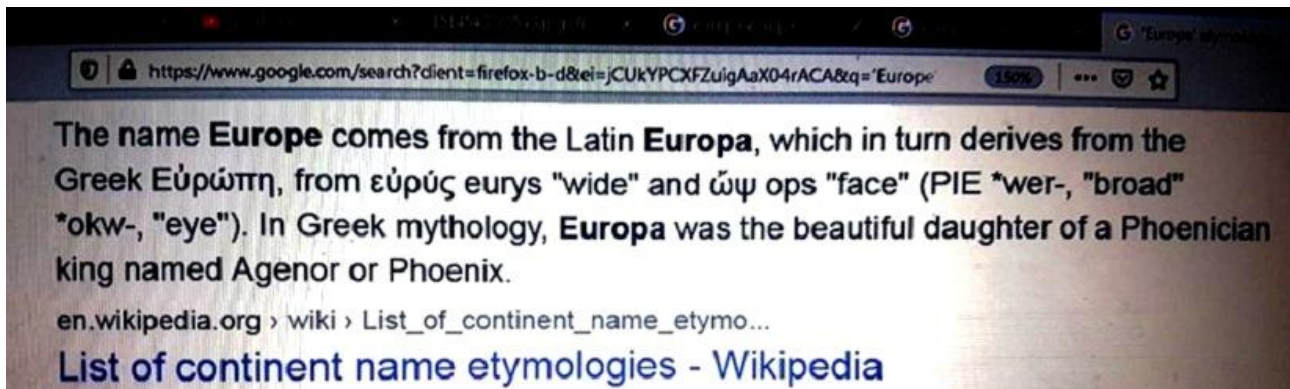 https://www.google.com/search?client=firefox-b-d&ei=jCUkYPCXFZuigAaX04rACA&q='Europe'
150%
The name Europe comes from the Latin Europa, which in turn derives from the
Greek Εὐρώπη, from εὐρύς eurys "wide" and ὤψ ops "face" (PIE *wer-, "broad"
*okw-, "eye"). In Greek mythology, Europa was the beautiful daughter of a Phoenician
king named Agenor or Phoenix.
en.wikipedia.org › wiki › List_of_continent_name_etymo...
List of continent name etymologies - Wikipedia